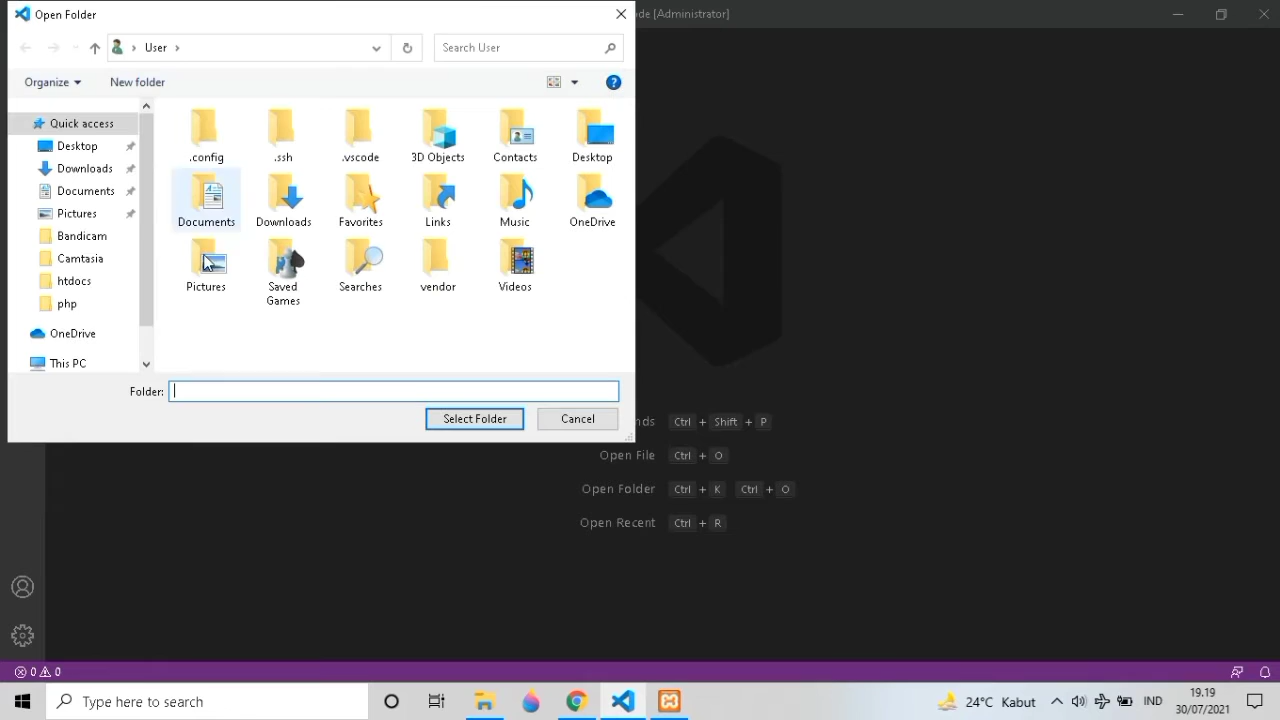 Open Folder
ode [Administrator]
User
Search User
Organize
New folder
Quick access
Desktop
Downloads
Documents
Pictures
Bandicam
Camtasia
htdocs
php
OneDrive
This PC
.config
.ssh
.vscode
3D Objects
Contacts
Desktop
Documents
Downloads
Favorites
Links
Music
OneDrive
Pictures
Saved Games
Searches
vendor
Videos
Folder:
Select Folder
Cancel
nds Ctrl + Shift + P
Open File Ctrl + O
Open Folder Ctrl + K Ctrl + O
Open Recent Ctrl + R
0 0
Type here to search
24°C Kabut
IND
19.19
30/07/2021